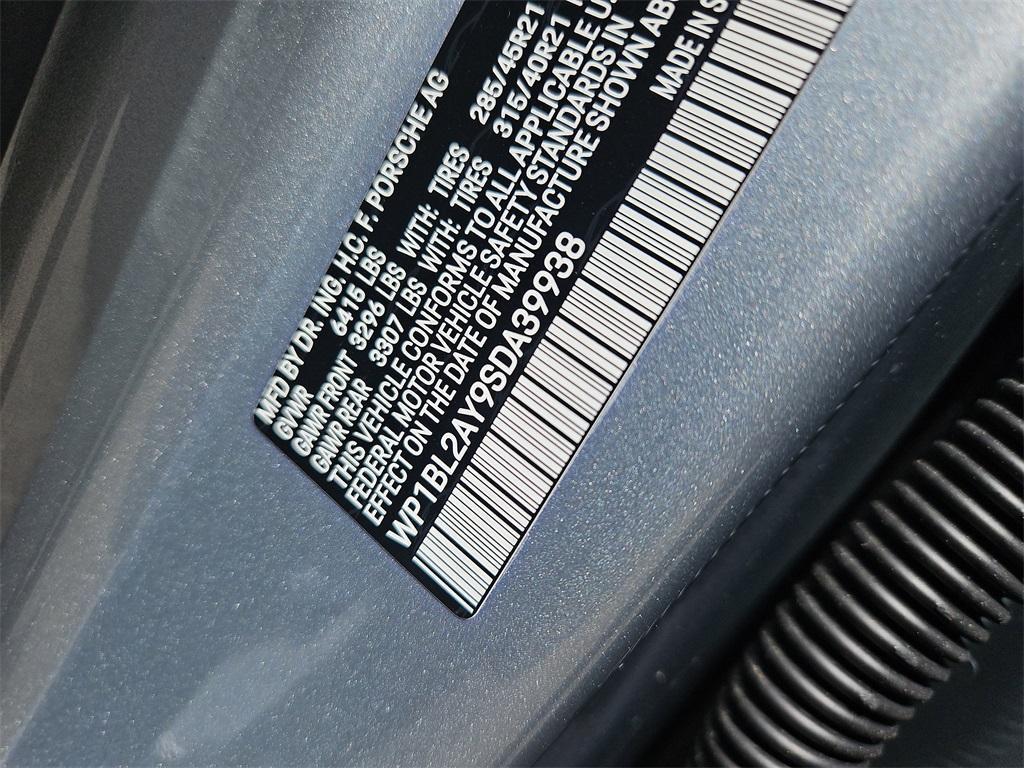 MFD BY DR. ING. H.C. F. PORSCHE AG
GVWR 6415 LBS
GAWR FRONT 3296 LBS WITH: TIRES 285/45R21
GAWR REAR 3307 LBS WITH: TIRES 315/40R21
THIS VEHICLE CONFORMS TO ALL APPLICABLE
FEDERAL MOTOR VEHICLE SAFETY STANDARDS IN
EFFECT ON THE DATE OF MANUFACTURE SHOWN
WP1BL2AY9SDA39938 MADE IN